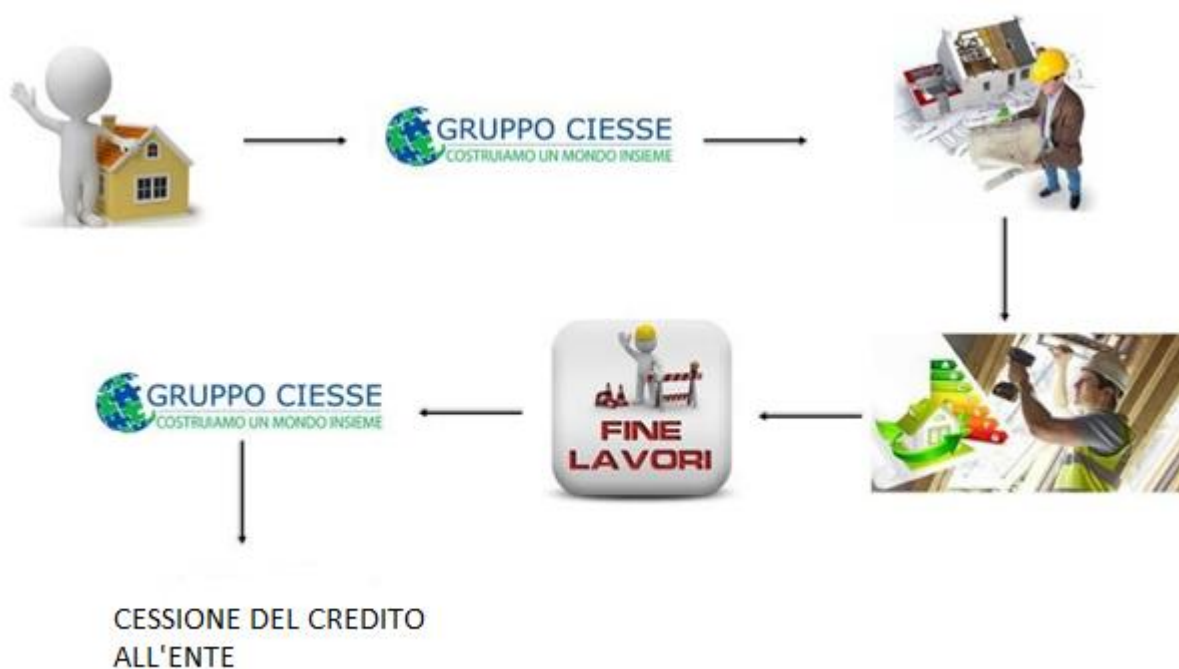 GRUPPO CIESSE
COSTRUIAMO UN MONDO INSIEME
GRUPPO CIESSE
COSTRUIAMO UN MONDO INSIEME
FINE
LAVORI
CESSIONE DEL CREDITO
ALL'ENTE